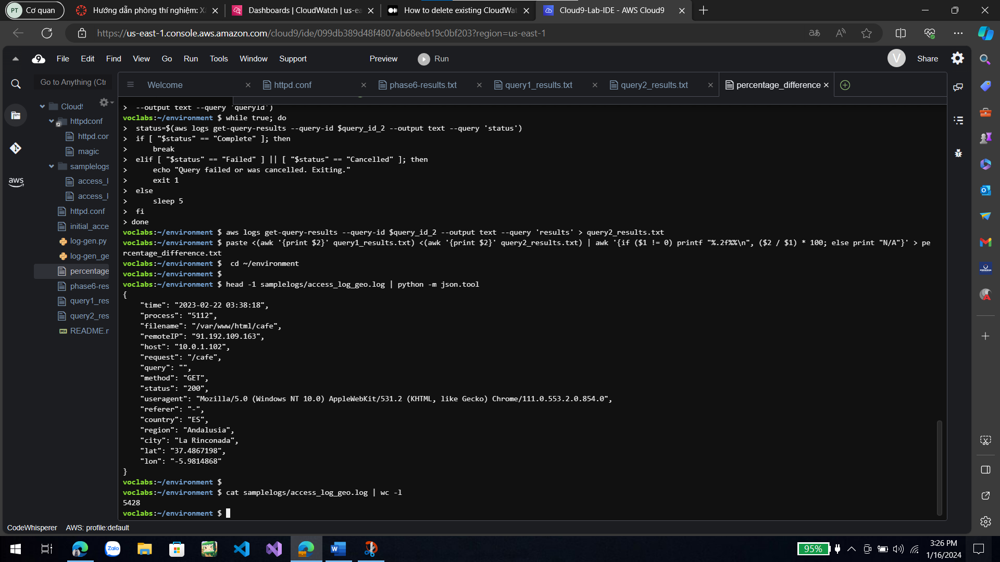 PT Cơ quan
Hướng dẫn phòng thí nghiệm: X
Dashboards | CloudWatch | us-ea
How to delete existing CloudWat
Cloud9-Lab-IDE - AWS Cloud9
https://us-east-1.console.aws.amazon.com/cloud9/ide/099db389d48f4807ab68eeb19c0bf203?region=us-east-1
aあ
File Edit Find View Go Run Tools Window Support Preview Run
V Share
Go to Anything (Ctr
Welcome
httpd.conf
phase6-results.txt
query1_results.txt
query2_results.txt
percentage_difference
Cloud9
httpdconf
httpd.cor
magic
samplelogs
access_l
access_l
httpd.conf
initial_acce
log-gen.py
log-gen_ge
percentage
phase6-res
query1_res
query2_res
README.r
>  --output text --query 'queryId')
voclabs:~/environment $ while true; do
>  status=$(aws logs get-query-results --query-id $query_id_2 --output text --query 'status')
>  if [ "$status" == "Complete" ]; then
>      break
>  elif [ "$status" == "Failed" ] || [ "$status" == "Cancelled" ]; then
>      echo "Query failed or was cancelled. Exiting."
>      exit 1
>  else
>      sleep 5
>  fi
> done
voclabs:~/environment $ aws logs get-query-results --query-id $query_id_2 --output text --query 'results' > query2_results.txt
voclabs:~/environment $ paste <(awk '{print $2}' query1_results.txt) <(awk '{print $2}' query2_results.txt) | awk '{if ($1 != 0) printf "%.2f%%\n", ($2 / $1) * 100; else print "N/A"}' > pe
rcentage_difference.txt
voclabs:~/environment $  cd ~/environment
voclabs:~/environment $
voclabs:~/environment $ head -1 samplelogs/access_log_geo.log | python -m json.tool
{
    "time": "2023-02-22 03:38:18",
    "process": "5112",
    "filename": "/var/www/html/cafe",
    "remoteIP": "91.192.109.163",
    "host": "10.0.1.102",
    "request": "/cafe",
    "query": "",
    "method": "GET",
    "status": "200",
    "useragent": "Mozilla/5.0 (Windows NT 10.0) AppleWebKit/531.2 (KHTML, like Gecko) Chrome/111.0.553.2.0.854.0",
    "referer": "-",
    "country": "ES",
    "region": "Andalusia",
    "city": "La Rinconada",
    "lat": "37.4867198",
    "lon": "-5.9814868"
}
voclabs:~/environment $
voclabs:~/environment $ cat samplelogs/access_log_geo.log | wc -l
5428
voclabs:~/environment $
aws
CodeWhisperer AWS: profile:default
Zalo
95%
3:26 PM
1/16/2024